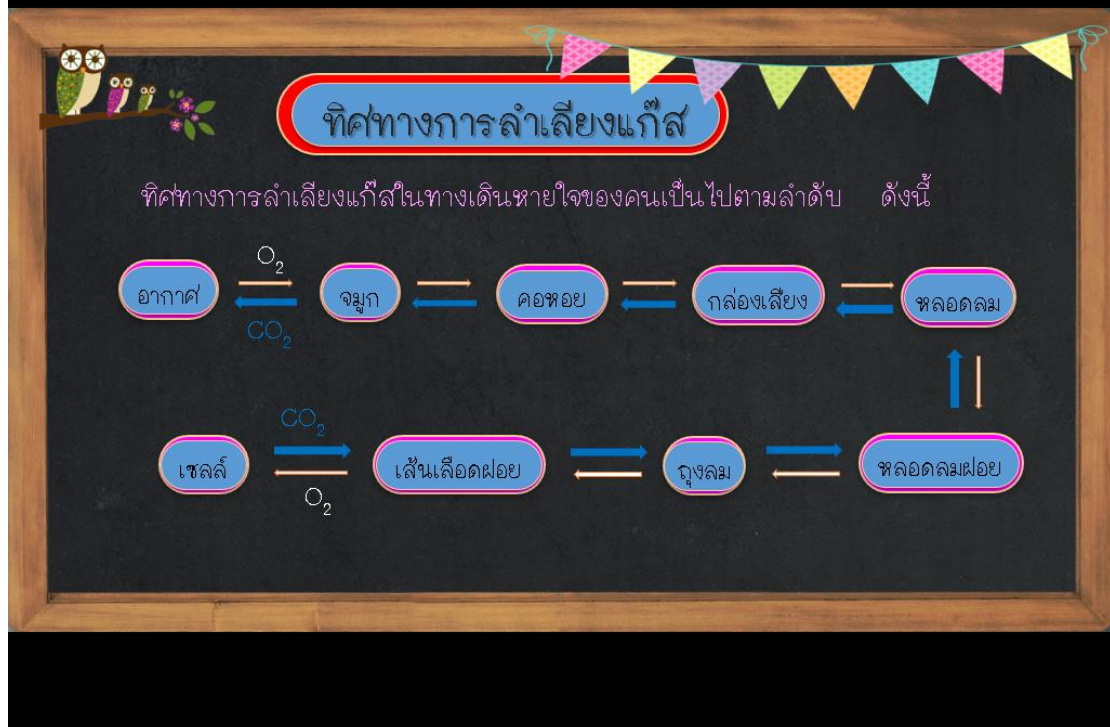 ทิศทางการลำเลียงแก๊ส
ทิศทางการลำเลียงแก๊สในทางเดินหายใจของคนเป็นไปตามลำดับ ดังนี้
O₂
อากาศ จมูก คอหอย กล่องเสียง หลอดลม
CO₂
CO₂
เซลล์ เส้นเลือดฝอย ถุงลม หลอดลมฝอย
O₂